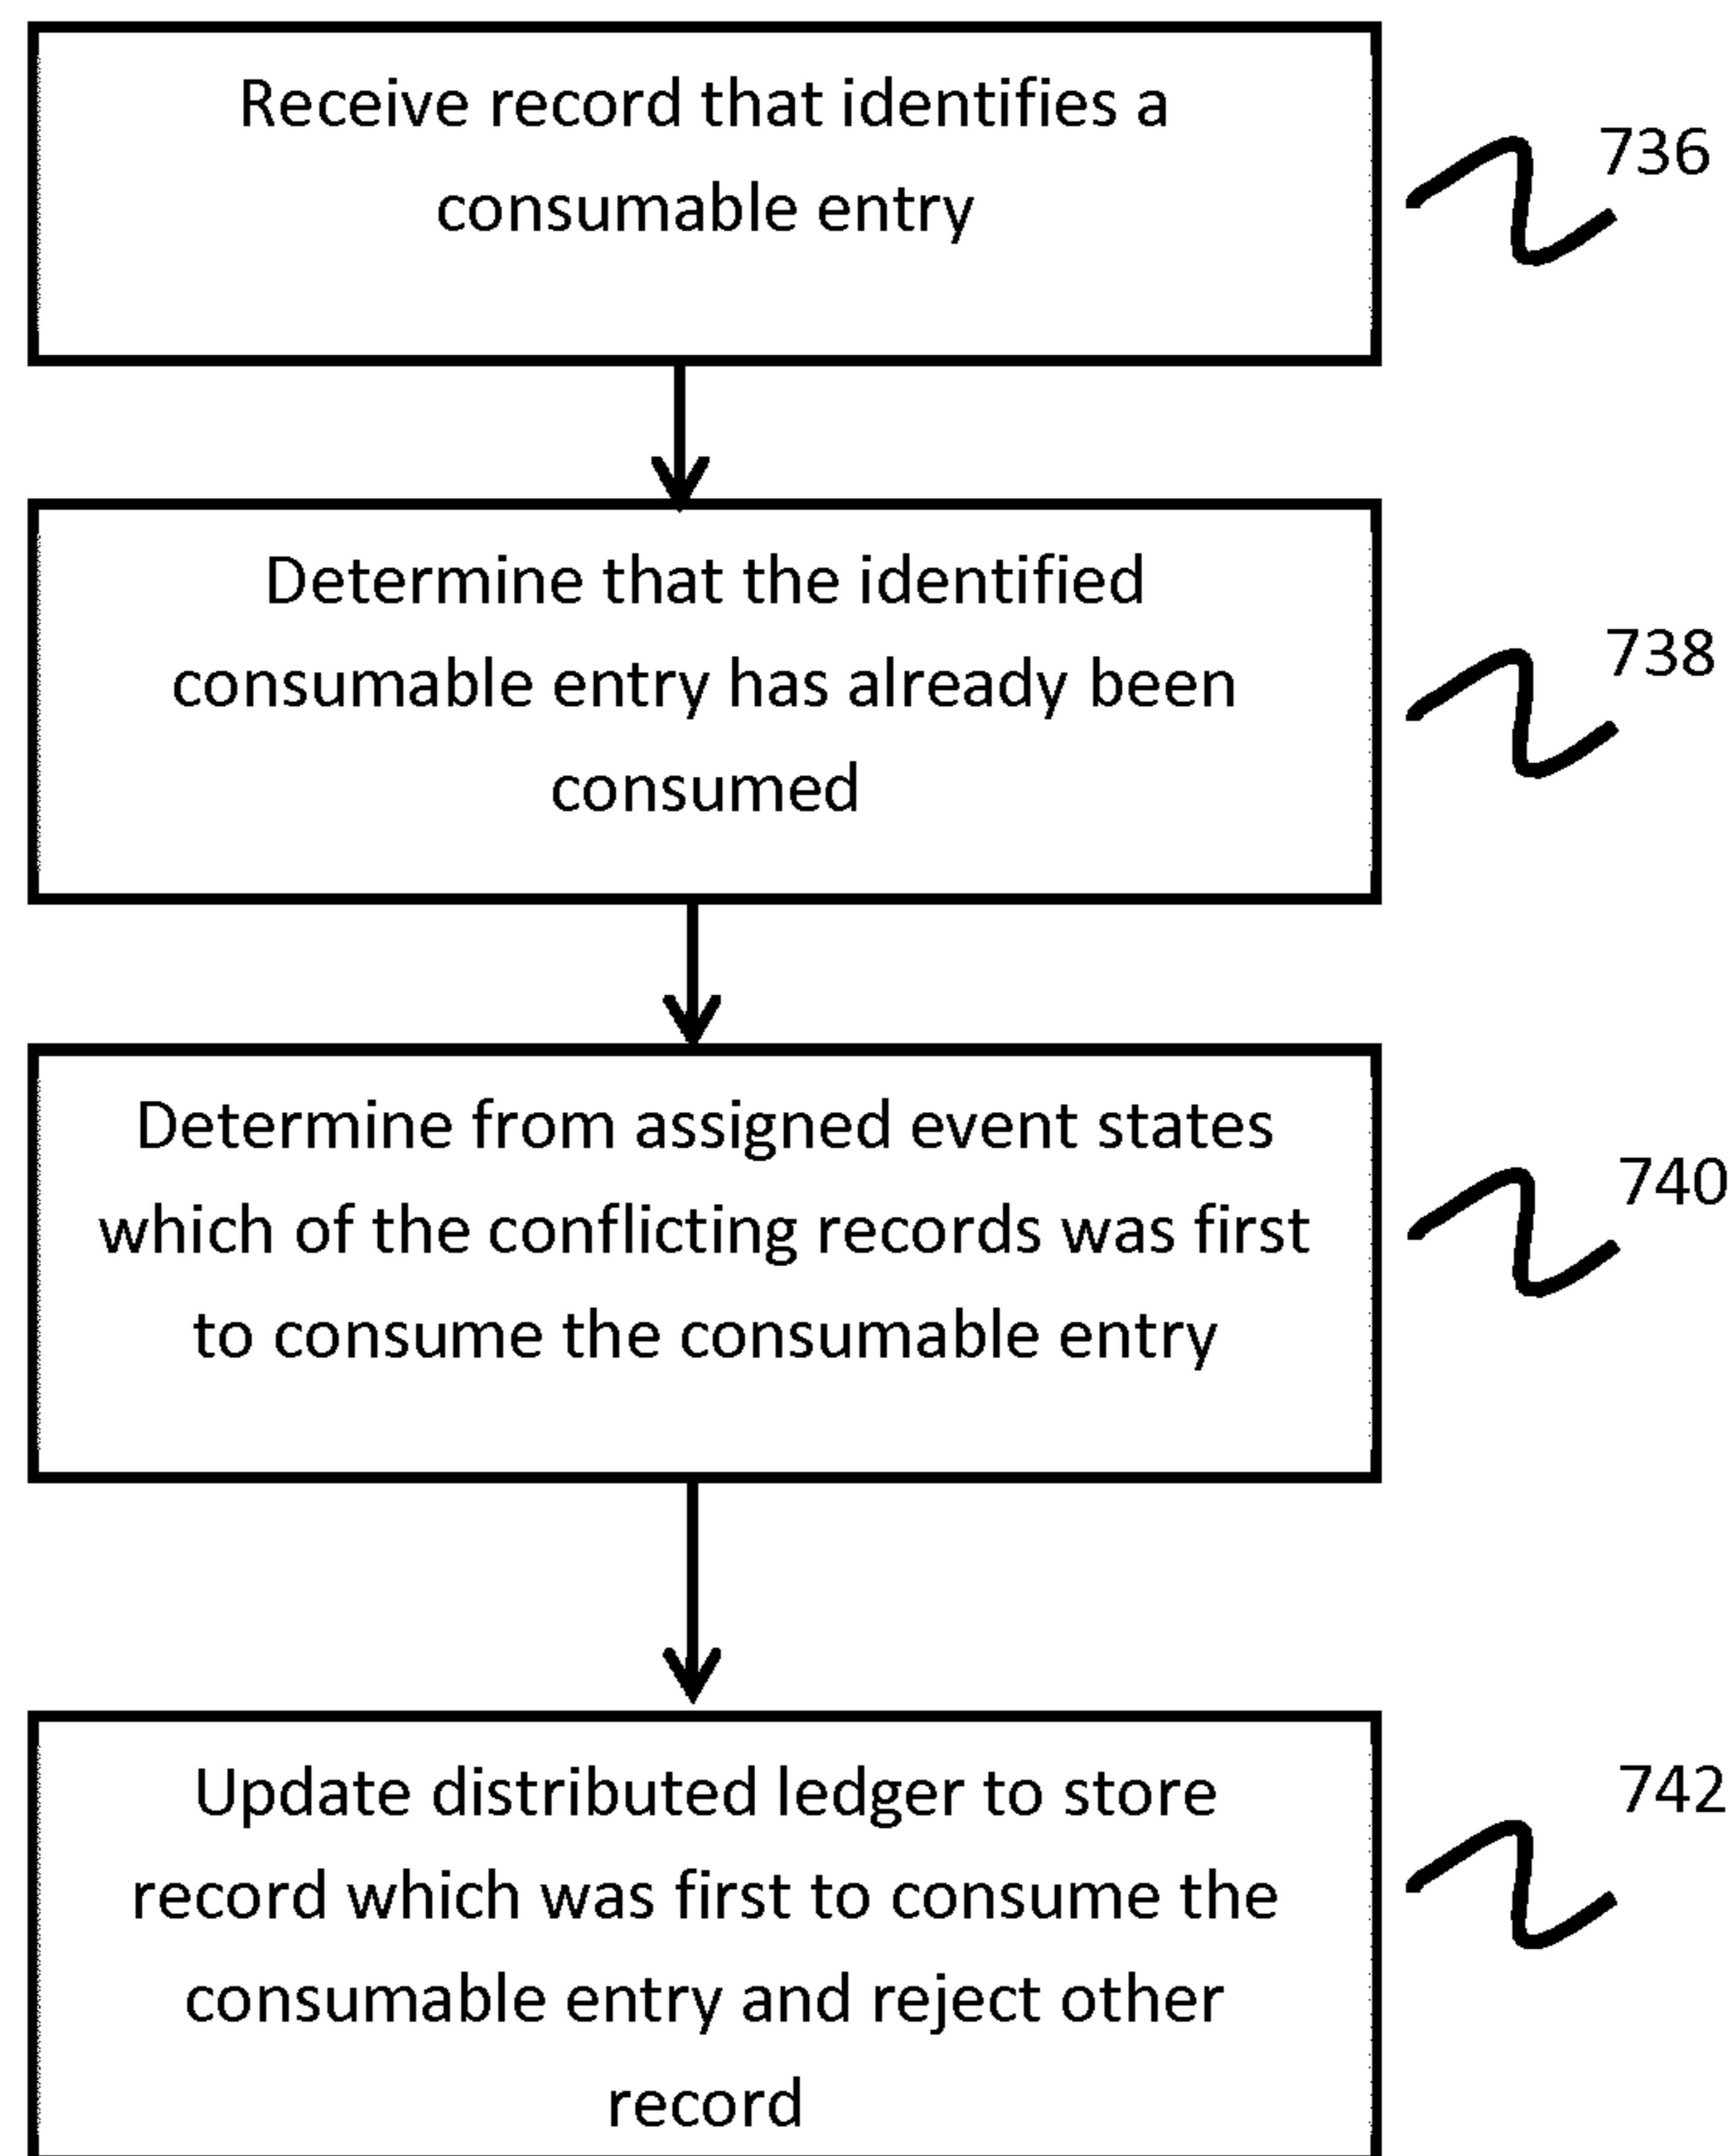 Receive record that identifies a
consumable entry
736
Determine that the identified
consumable entry has already been
consumed
738
Determine from assigned event states
which of the conflicting records was first
to consume the consumable entry
740
Update distributed ledger to store
record which was first to consume the
consumable entry and reject other
record
742